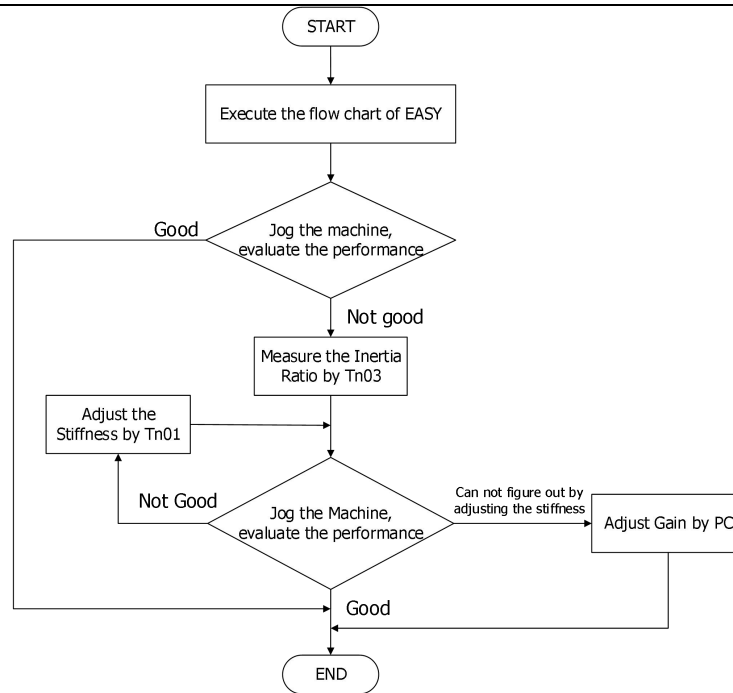 START
Execute the flow chart of EASY
Good
Jog the machine,
evaluate the performance
Not good
Measure the Inertia
Ratio by Tn03
Adjust the
Stiffness by Tn01
Not Good
Jog the Machine,
evaluate the performance
Can not figure out by
adjusting the stiffness
Adjust Gain by PC
Good
END